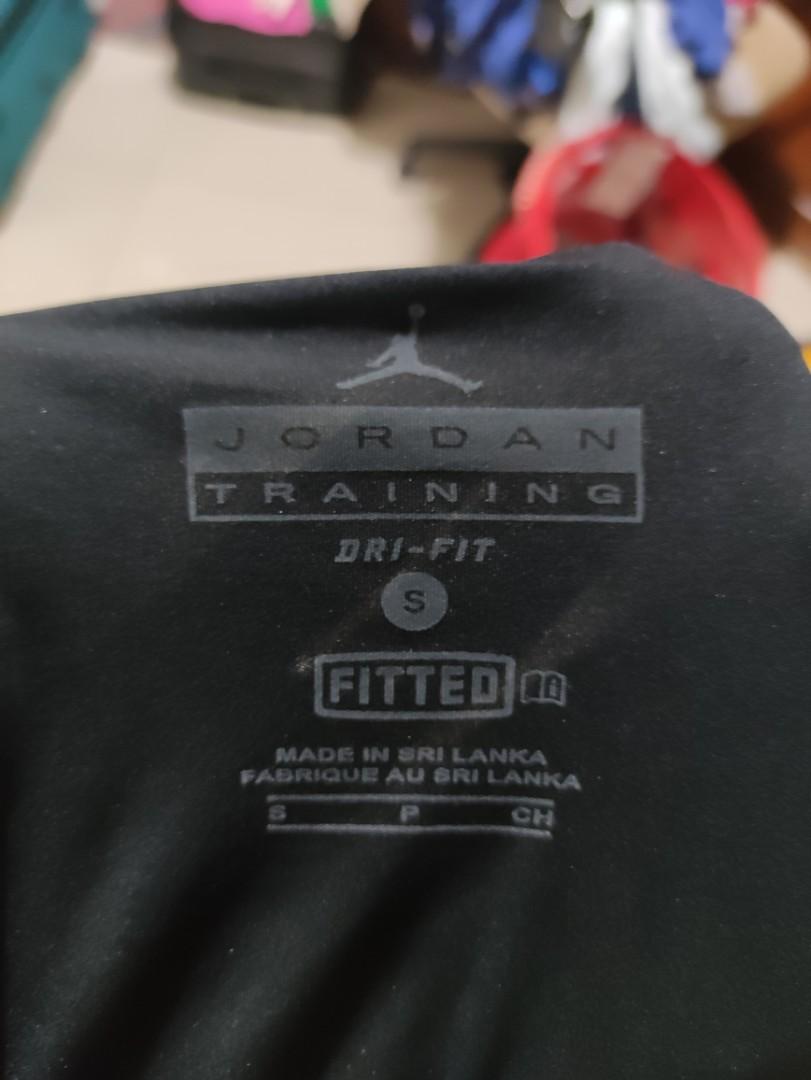 JORDAN
TRAINING
DRI-FIT
S
FITTED
MADE IN SRI LANKA
FABRIQUE AU SRI LANKA
S P CH